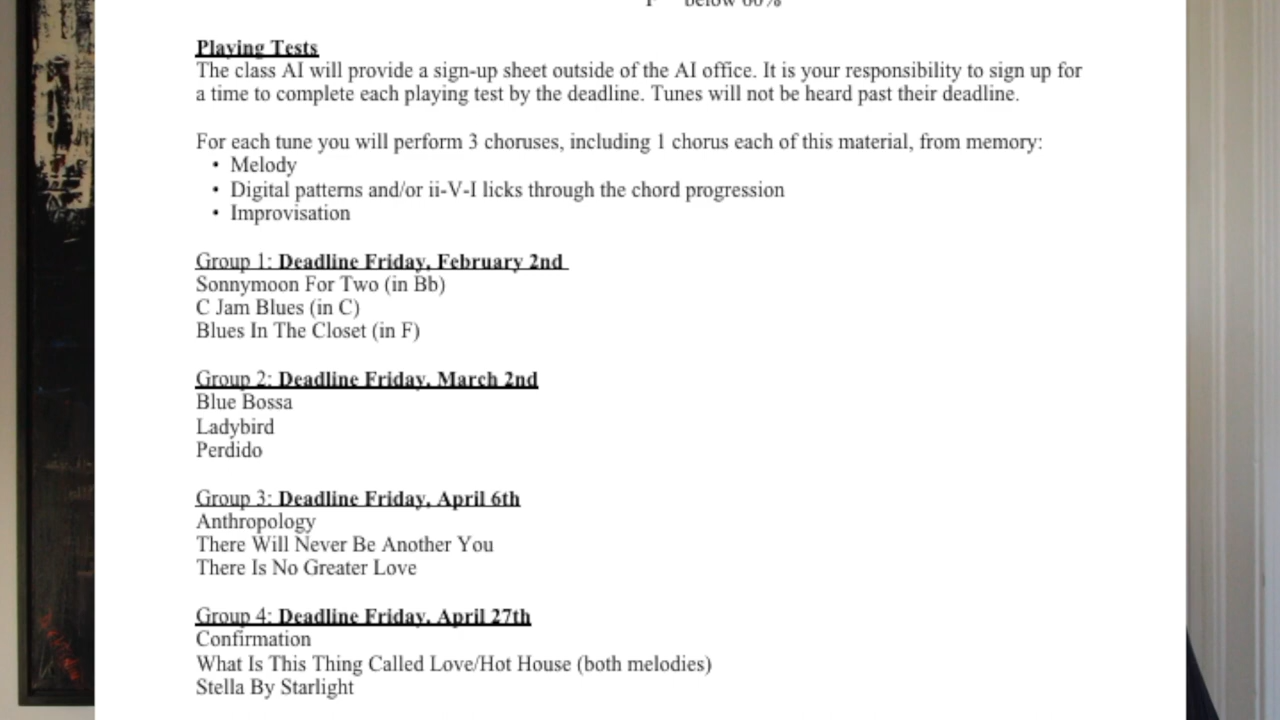 below 60%
Playing Tests
The class AI will provide a sign-up sheet outside of the AI office. It is your responsibility to sign up for
a time to complete each playing test by the deadline. Tunes will not be heard past their deadline.
For each tune you will perform 3 choruses, including 1 chorus each of this material, from memory:
• Melody
• Digital patterns and/or ii-V-I licks through the chord progression
• Improvisation
Group 1: Deadline Friday, February 2nd
Sonnymoon For Two (in Bb)
C Jam Blues (in C)
Blues In The Closet (in F)
Group 2: Deadline Friday, March 2nd
Blue Bossa
Ladybird
Perdido
Group 3: Deadline Friday, April 6th
Anthropology
There Will Never Be Another You
There Is No Greater Love
Group 4: Deadline Friday, April 27th
Confirmation
What Is This Thing Called Love/Hot House (both melodies)
Stella By Starlight